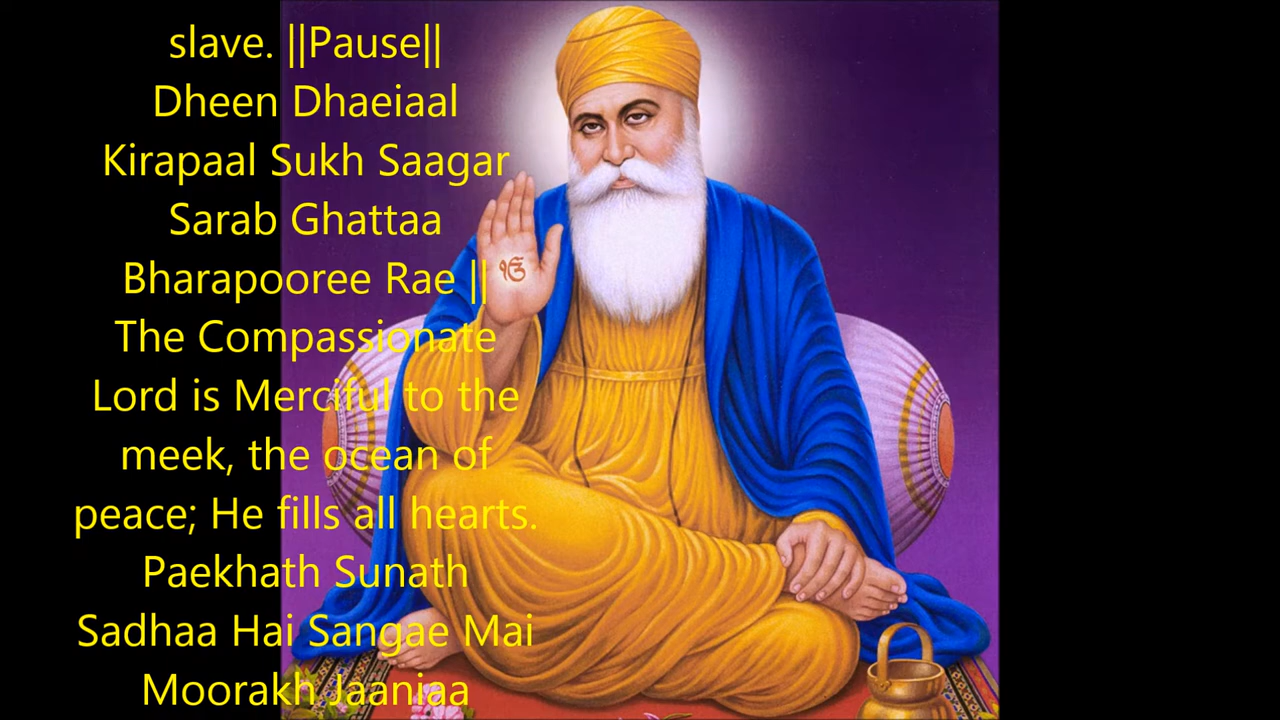 slave. ||Pause||
Dheen Dhaeiaal
Kirapaal Sukh Saagar
Sarab Ghattaa
Bharapooree Rae ||
ੴ
The Compassionate
Lord is Merciful to the
meek, the ocean of
peace; He fills all hearts.
Paekhath Sunath
Sadhaa Hai Sangae Mai
Moorakh Jaaniaa